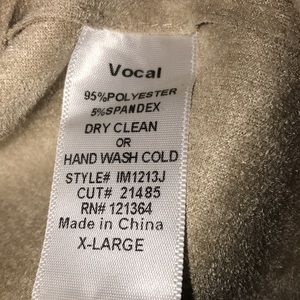 Vocal
95%POLYESTER
5%SPANDEX
DRY CLEAN
OR
HAND WASH COLD
STYLE# IM1213J
CUT# 21485
RN# 121364
Made in China
X-LARGE